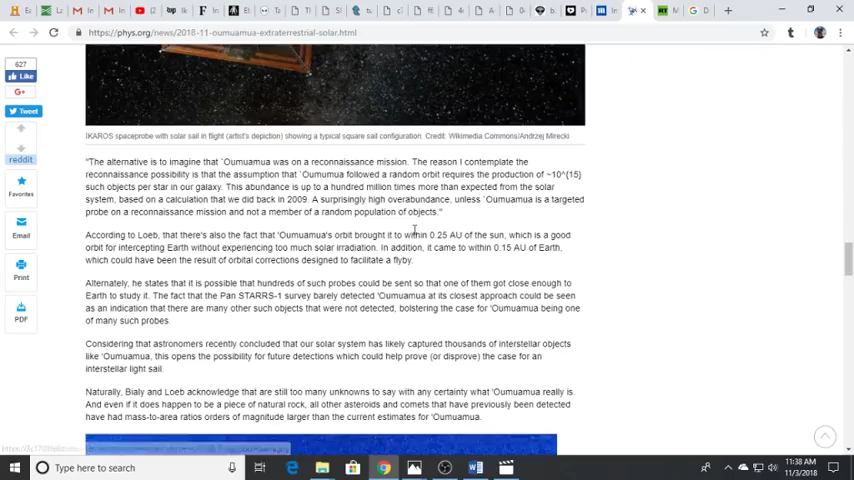 https://phys.org/news/2018-11-oumuamua-extraterrestrial-solar.html
627
Like
G+
Tweet
reddit
Favorites
Email
Print
PDF
IKAROS spaceprobe with solar sail in flight (artist's depiction) showing a typical square sail configuration. Credit: Wikimedia Commons/Andrzej Mirecki
"The alternative is to imagine that `Oumuamua was on a reconnaissance mission. The reason I contemplate the
reconnaissance possibility is that the assumption that `Oumumua followed a random orbit requires the production of ~10^{15}
such objects per star in our galaxy. This abundance is up to a hundred million times more than expected from the solar
system, based on a calculation that we did back in 2009. A surprisingly high overabundance, unless `Oumuamua is a targeted
probe on a reconnaissance mission and not a member of a random population of objects."
According to Loeb, there's also the fact that 'Oumuamua's orbit brought it to within 0.25 AU of the sun, which is a good
orbit for intercepting Earth without experiencing too much solar irradiation. In addition, it came to within 0.15 AU of Earth,
which could have been the result of orbital corrections designed to facilitate a flyby.
Alternately, he states that it is possible that hundreds of such probes could be sent so that one of them got close enough to
Earth to study it. The fact that the Pan STARRS-1 survey barely detected 'Oumuamua at its closest approach could be seen
as an indication that there are many other such objects that were not detected, bolstering the case for 'Oumuamua being one
of many such probes.
Considering that astronomers recently concluded that our solar system has likely captured thousands of interstellar objects
like 'Oumuamua, this opens the possibility for future detections which could help prove (or disprove) the case for an
interstellar light sail.
Naturally, Bialy and Loeb acknowledge that are still too many unknowns to say with any certainty what 'Oumuamua really is.
And even if it does happen to be a piece of natural rock, all other asteroids and comets that have previously been detected
have had mass-to-area ratios orders of magnitude larger than the current estimates for 'Oumuamua.
Type here to search
11:38 AM
11/3/2018